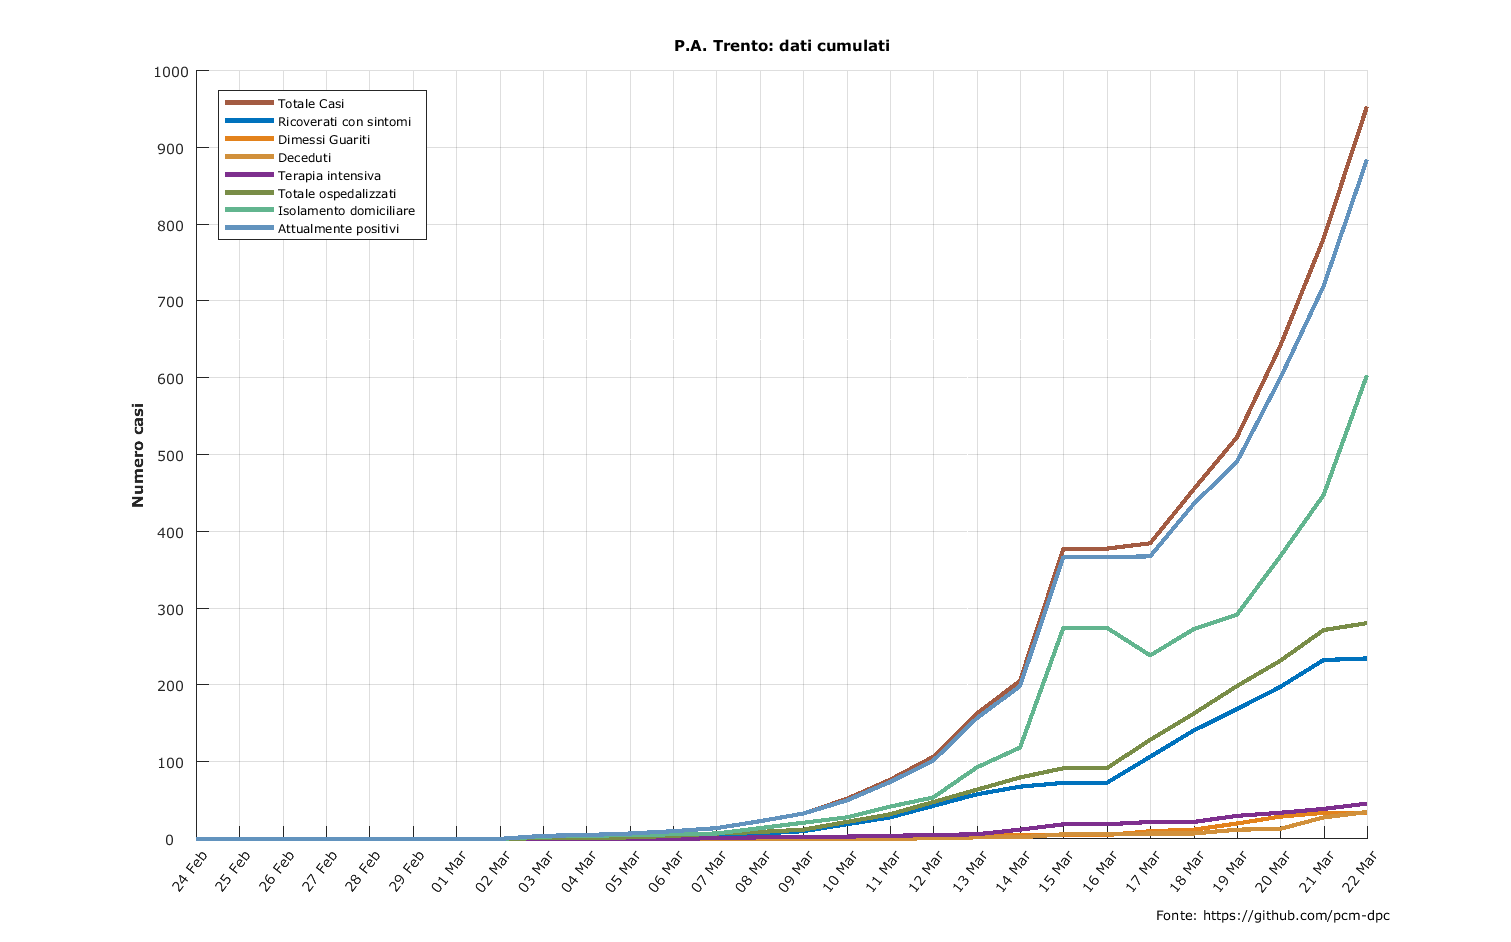 P.A. Trento: dati cumulati
1000
900
800
700
600
500
400
300
200
100
0
Numero casi
Totale Casi
Ricoverati con sintomi
Dimessi Guariti
Deceduti
Terapia intensiva
Totale ospedalizzati
Isolamento domiciliare
Attualmente positivi
24 Feb
25 Feb
26 Feb
27 Feb
28 Feb
29 Feb
01 Mar
02 Mar
03 Mar
04 Mar
05 Mar
06 Mar
07 Mar
08 Mar
09 Mar
10 Mar
11 Mar
12 Mar
13 Mar
14 Mar
15 Mar
16 Mar
17 Mar
18 Mar
19 Mar
20 Mar
21 Mar
22 Mar
Fonte: https://github.com/pcm-dpc